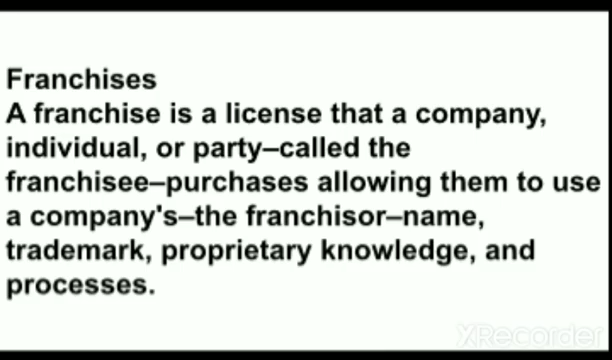 Franchises
A franchise is a license that a company,
individual, or party–called the
franchisee–purchases allowing them to use
a company's–the franchisor–name,
trademark, proprietary knowledge, and
processes.
XRecorder